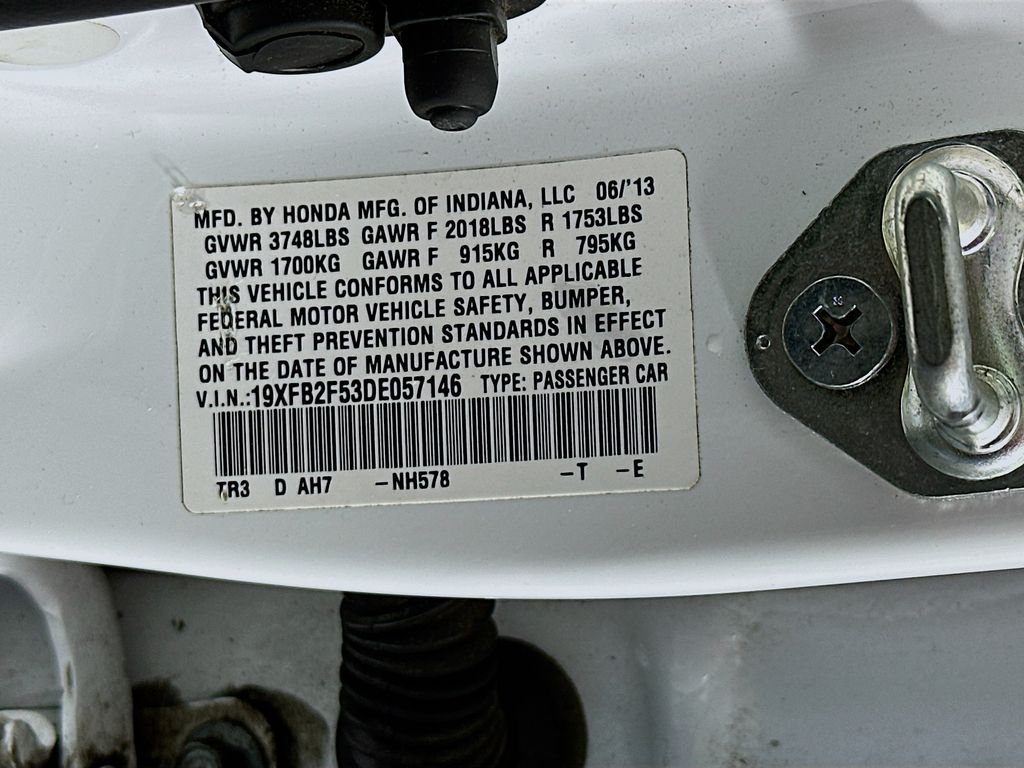 MFD. BY HONDA MFG. OF INDIANA, LLC 06/'13
GVWR 3748LBS GAWR F 2018LBS R 1753LBS
GVWR 1700KG GAWR F 915KG R 795KG
THIS VEHICLE CONFORMS TO ALL APPLICABLE
FEDERAL MOTOR VEHICLE SAFETY, BUMPER,
AND THEFT PREVENTION STANDARDS IN EFFECT
ON THE DATE OF MANUFACTURE SHOWN ABOVE.
V.I.N.:19XFB2F53DE057146 TYPE: PASSENGER CAR
TR3 D AH7 -NH578 -T -E